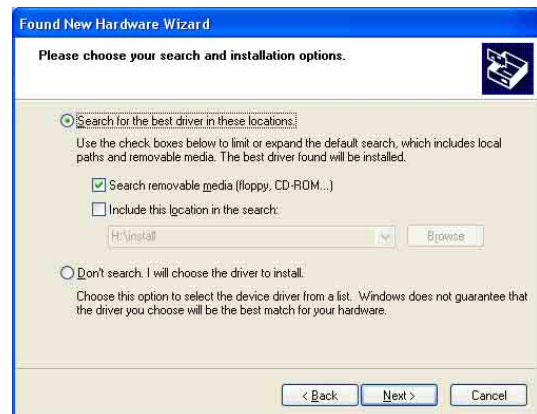 Found New Hardware Wizard
Please choose your search and installation options.
Search for the best driver in these locations.
Use the check boxes below to limit or expand the default search, which includes local
paths and removable media. The best driver found will be installed.
Search removable media (floppy, CD-ROM...)
Include this location in the search:
H:\install
Browse
Don't search. I will choose the driver to install.
Choose this option to select the device driver from a list. Windows does not guarantee that
the driver you choose will be the best match for your hardware.
< Back
Next >
Cancel